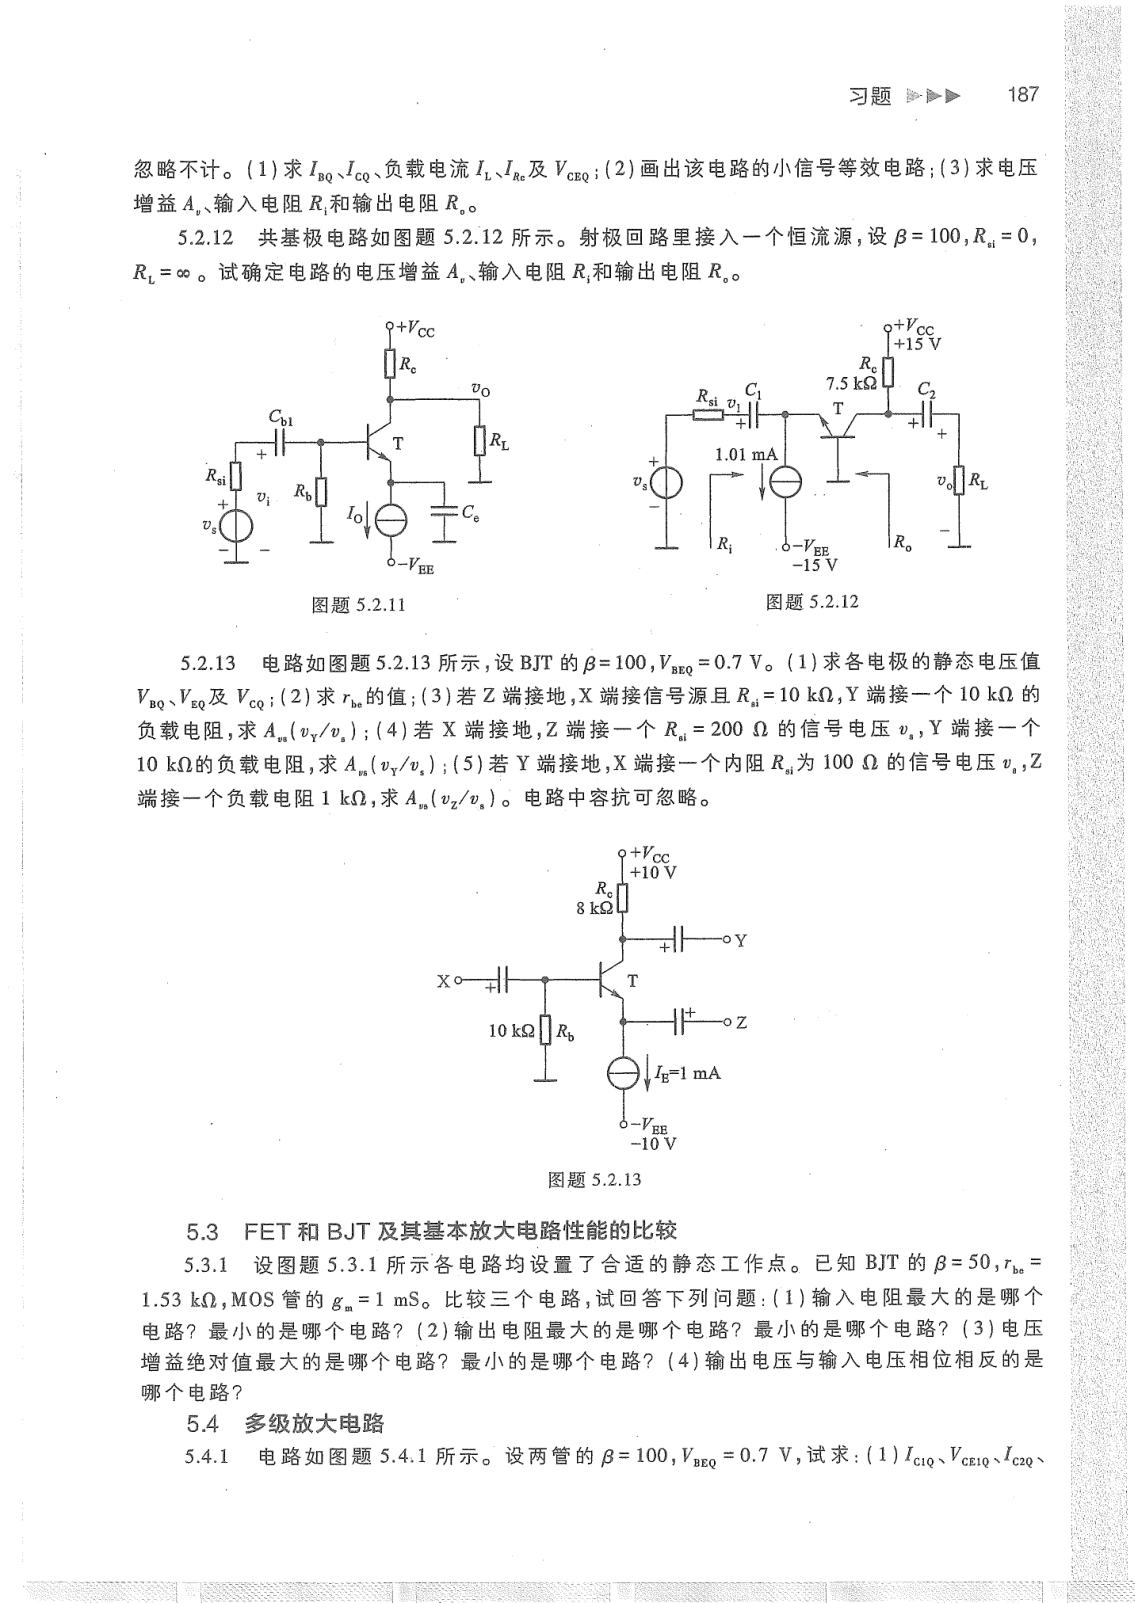 习题 ▶▶▶ 187
忽略不计。(1)求 I_BQ、I_CQ、负载电流 I_L、I_Rc及 V_CEQ;(2)画出该电路的小信号等效电路;(3)求电压
增益 A_v、输入电阻 R_i和输出电阻 R_o。
5.2.12 共基极电路如图题 5.2.12 所示。射极回路里接入一个恒流源,设 β=100,R_si=0,
R_L=∞。试确定电路的电压增益 A_v、输入电阻 R_i和输出电阻 R_o。
+V_CC
R_c
v_O
C_b1
+
T
R_L
R_si
+
v_i
R_b
v_s
I_O
C_e
−
−
−V_EE
图题 5.2.11
+V_CC
+15 V
R_c
7.5 kΩ
C_2
R_si
v_1
C_1
+
T
+
+
1.01 mA
+
v_s
−
v_o
R_L
−
R_i
−V_EE
−15 V
R_o
图题 5.2.12
5.2.13 电路如图题 5.2.13 所示,设 BJT 的 β=100,V_BEQ=0.7 V。(1)求各电极的静态电压值
V_BQ、V_EQ及 V_CQ;(2)求 r_be的值;(3)若 Z 端接地,X 端接信号源且 R_si=10 kΩ,Y 端接一个 10 kΩ 的
负载电阻,求 A_vs(v_Y/v_s);(4)若 X 端接地,Z 端接一个 R_si=200 Ω 的信号电压 v_s,Y 端接一个
10 kΩ的负载电阻,求 A_vs(v_Y/v_s);(5)若 Y 端接地,X 端接一个内阻 R_si为 100 Ω 的信号电压 v_s,Z
端接一个负载电阻 1 kΩ,求 A_vs(v_Z/v_s)。电路中容抗可忽略。
+V_CC
+10 V
R_c
8 kΩ
+
Y
X
+
T
10 kΩ
R_b
+
Z
I_E=1 mA
−V_EE
−10 V
图题 5.2.13
5.3 FET 和 BJT 及其基本放大电路性能的比较
5.3.1 设图题 5.3.1 所示各电路均设置了合适的静态工作点。已知 BJT 的 β=50,r_be=
1.53 kΩ,MOS 管的 g_m=1 mS。比较三个电路,试回答下列问题:(1)输入电阻最大的是哪个
电路? 最小的是哪个电路? (2)输出电阻最大的是哪个电路? 最小的是哪个电路? (3)电压
增益绝对值最大的是哪个电路? 最小的是哪个电路? (4)输出电压与输入电压相位相反的是
哪个电路?
5.4 多级放大电路
5.4.1 电路如图题 5.4.1 所示。设两管的 β=100,V_BEQ=0.7 V,试求:(1)I_C1Q、V_CE1Q、I_C2Q、